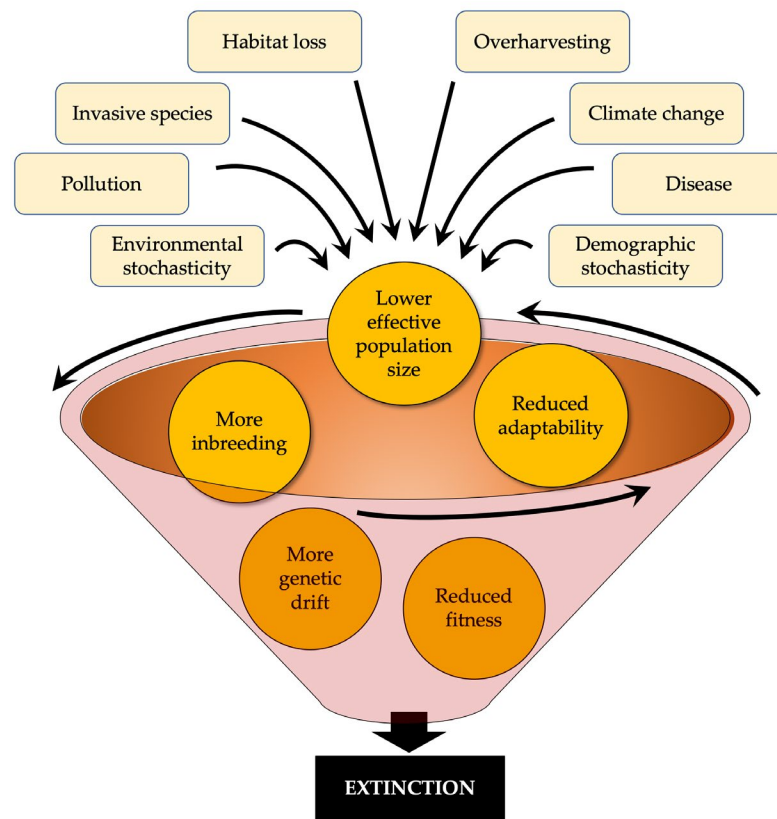 Habitat loss
Overharvesting
Invasive species
Climate change
Pollution
Disease
Environmental
stochasticity
Demographic
stochasticity
Lower
effective
population
size
More
inbreeding
Reduced
adaptability
More
genetic
drift
Reduced
fitness
EXTINCTION